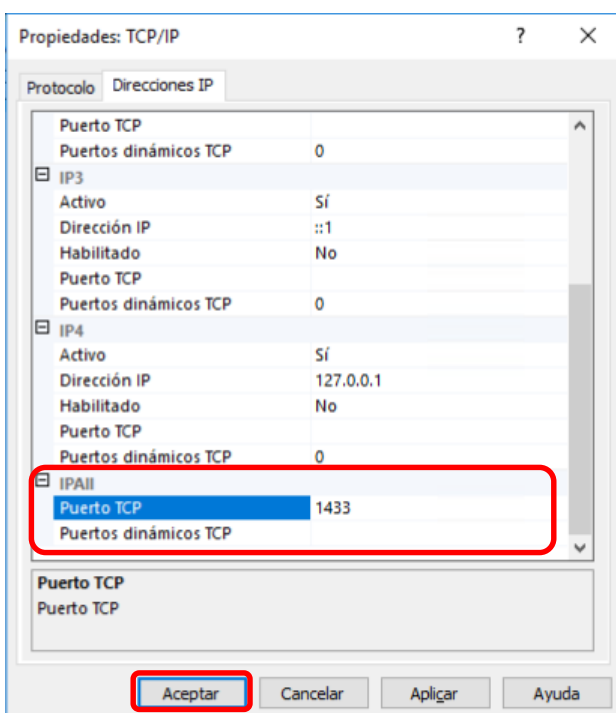 Propiedades: TCP/IP ? ×
Protocolo Direcciones IP
Puerto TCP
Puertos dinámicos TCP 0
IP3
Activo Sí
Dirección IP ::1
Habilitado No
Puerto TCP
Puertos dinámicos TCP 0
IP4
Activo Sí
Dirección IP 127.0.0.1
Habilitado No
Puerto TCP
Puertos dinámicos TCP 0
IPAll
Puerto TCP 1433
Puertos dinámicos TCP
Puerto TCP
Puerto TCP
Aceptar Cancelar Aplicar Ayuda